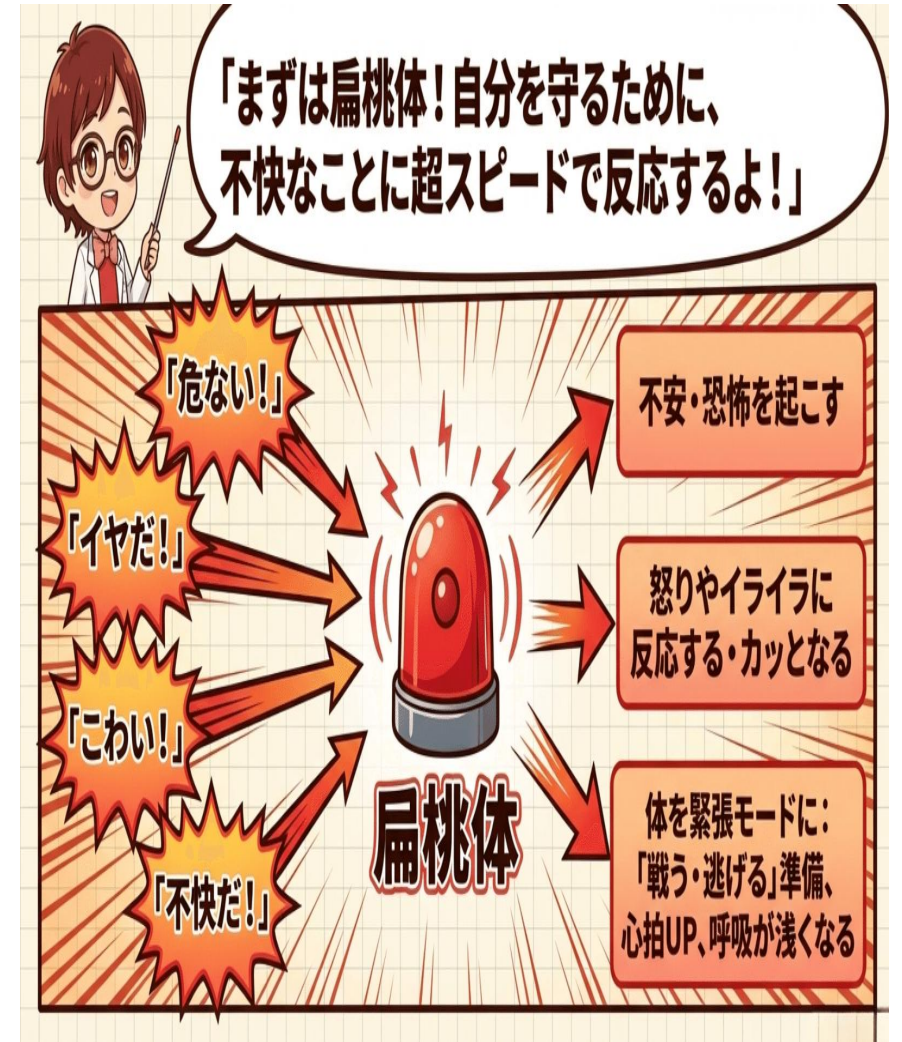 「まずは扁桃体！自分を守るために、
不快なことに超スピードで反応するよ！」
「危ない！」
「イヤだ！」
「こわい！」
「不快だ！」
扁桃体
不安・恐怖を起こす
怒りやイライラに
反応する・カッとなる
体を緊張モードに：
「戦う・逃げる」準備、
心拍UP、呼吸が浅くなる